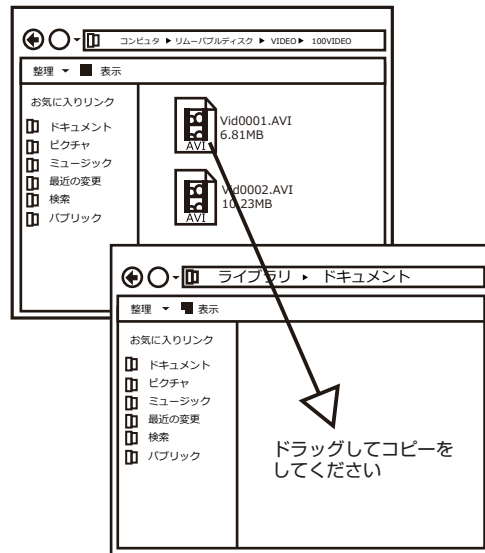 コンピュタ ▶ リムーバブルディスク ▶ VIDEO▶ 100VIDEO
整理 ▼ ■ 表示
お気に入りリンク
ドキュメント
ピクチャ
ミュージック
最近の変更
検索
パブリック
Vid0001.AVI
6.81MB
AVI
Vid0002.AVI
10.23MB
AVI
ライブラリ ▶ ドキュメント
整理 ▼ 表示
お気に入りリンク
ドキュメント
ピクチャ
ミュージック
最近の変更
検索
パブリック
ドラッグしてコピーを
してください